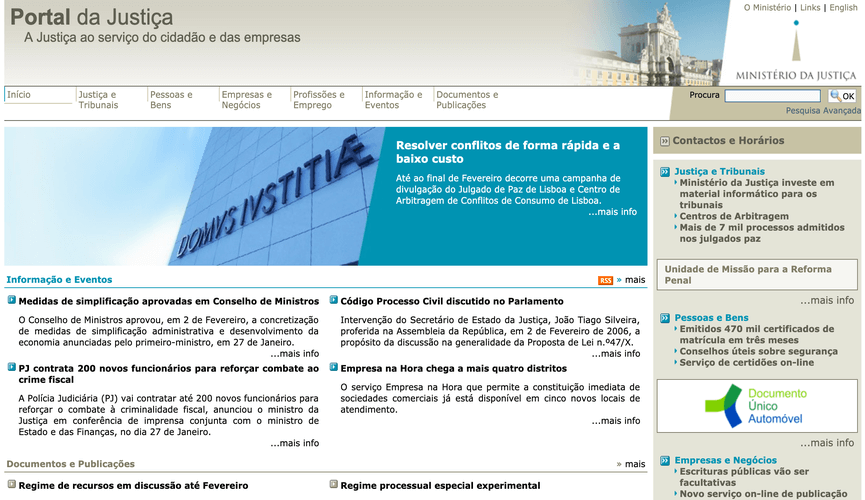 Portal da Justiça
A Justiça ao serviço do cidadão e das empresas
O Ministério | Links | English
MINISTÉRIO DA JUSTIÇA
Início
Justiça e
Tribunais
Pessoas e
Bens
Empresas e
Negócios
Profissões e
Emprego
Informação e
Eventos
Documentos e
Publicações
Procura
OK
Pesquisa Avançada
DOMVS IVSTITIÆ
Resolver conflitos de forma rápida e a
baixo custo
Até ao final de Fevereiro decorre uma campanha de
divulgação do Julgado de Paz de Lisboa e Centro de
Arbitragem de Conflitos de Consumo de Lisboa.
...mais info
Informação e Eventos
RSS » mais
Medidas de simplificação aprovadas em Conselho de Ministros
O Conselho de Ministros aprovou, em 2 de Fevereiro, a concretização
de medidas de simplificação administrativa e desenvolvimento da
economia anunciadas pelo primeiro-ministro, em 27 de Janeiro.
...mais info
Código Processo Civil discutido no Parlamento
Intervenção do Secretário de Estado da Justiça, João Tiago Silveira,
proferida na Assembleia da República, em 2 de Fevereiro de 2006, a
propósito da discussão na generalidade da Proposta de Lei n.º47/X.
...mais info
PJ contrata 200 novos funcionários para reforçar combate ao
crime fiscal
A Polícia Judiciária (PJ) vai contratar até 200 novos funcionários para
reforçar o combate à criminalidade fiscal, anunciou o ministro da
Justiça em conferência de imprensa conjunta com o ministro de
Estado e das Finanças, no dia 27 de Janeiro.
...mais info
Empresa na Hora chega a mais quatro distritos
O serviço Empresa na Hora que permite a constituição imediata de
sociedades comerciais já está disponível em cinco novos locais de
atendimento.
...mais info
Documentos e Publicações
» mais
Regime de recursos em discussão até Fevereiro
Regime processual especial experimental
Contactos e Horários
Justiça e Tribunais
Ministério da Justiça investe em
material informático para os
tribunais
Centros de Arbitragem
Mais de 7 mil processos admitidos
nos julgados paz
Unidade de Missão para a Reforma
Penal
...mais info
Pessoas e Bens
Emitidos 470 mil certificados de
matrícula em três meses
Conselhos úteis sobre segurança
Serviço de certidões on-line
Documento
Único
Automóvel
...mais info
Empresas e Negócios
Escrituras públicas vão ser
facultativas
Novo serviço on-line de publicação